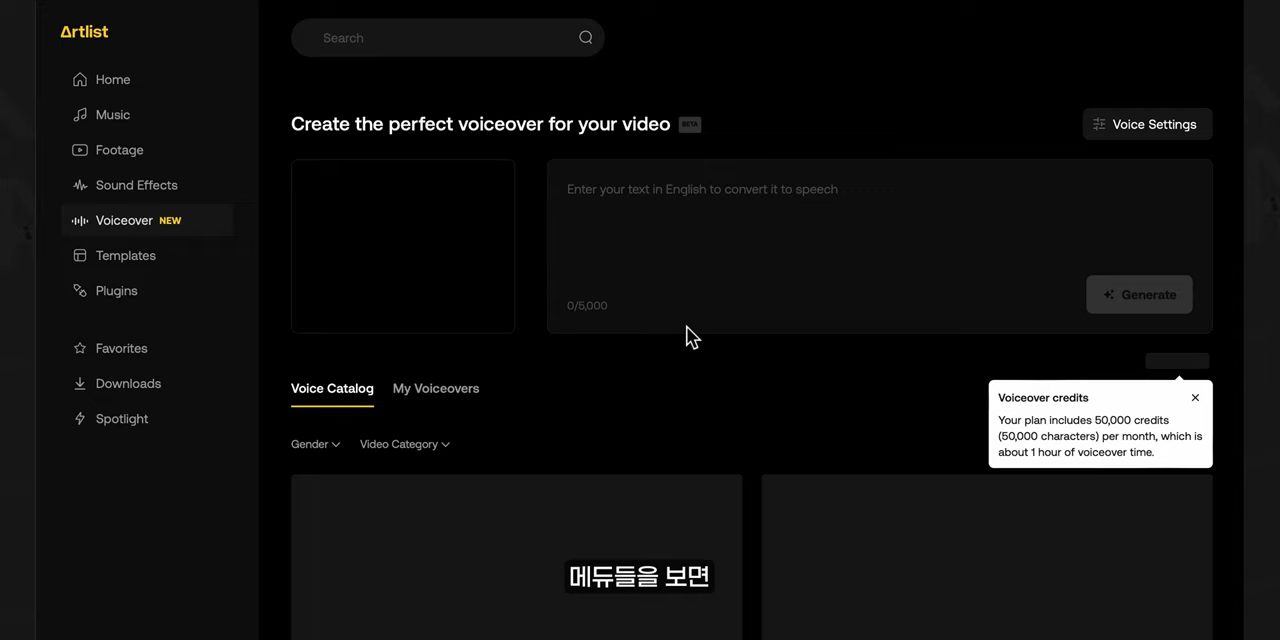 Artlist
Search
Home
Music
Footage
Sound Effects
Voiceover NEW
Templates
Plugins
Favorites
Downloads
Spotlight
Create the perfect voiceover for your video BETA
Voice Settings
Enter your text in English to convert it to speech
0/5,000
Generate
Voice Catalog
My Voiceovers
Voiceover credits
Your plan includes 50,000 credits
(50,000 characters) per month, which is
about 1 hour of voiceover time.
Gender
Video Category
메듀들을 보면